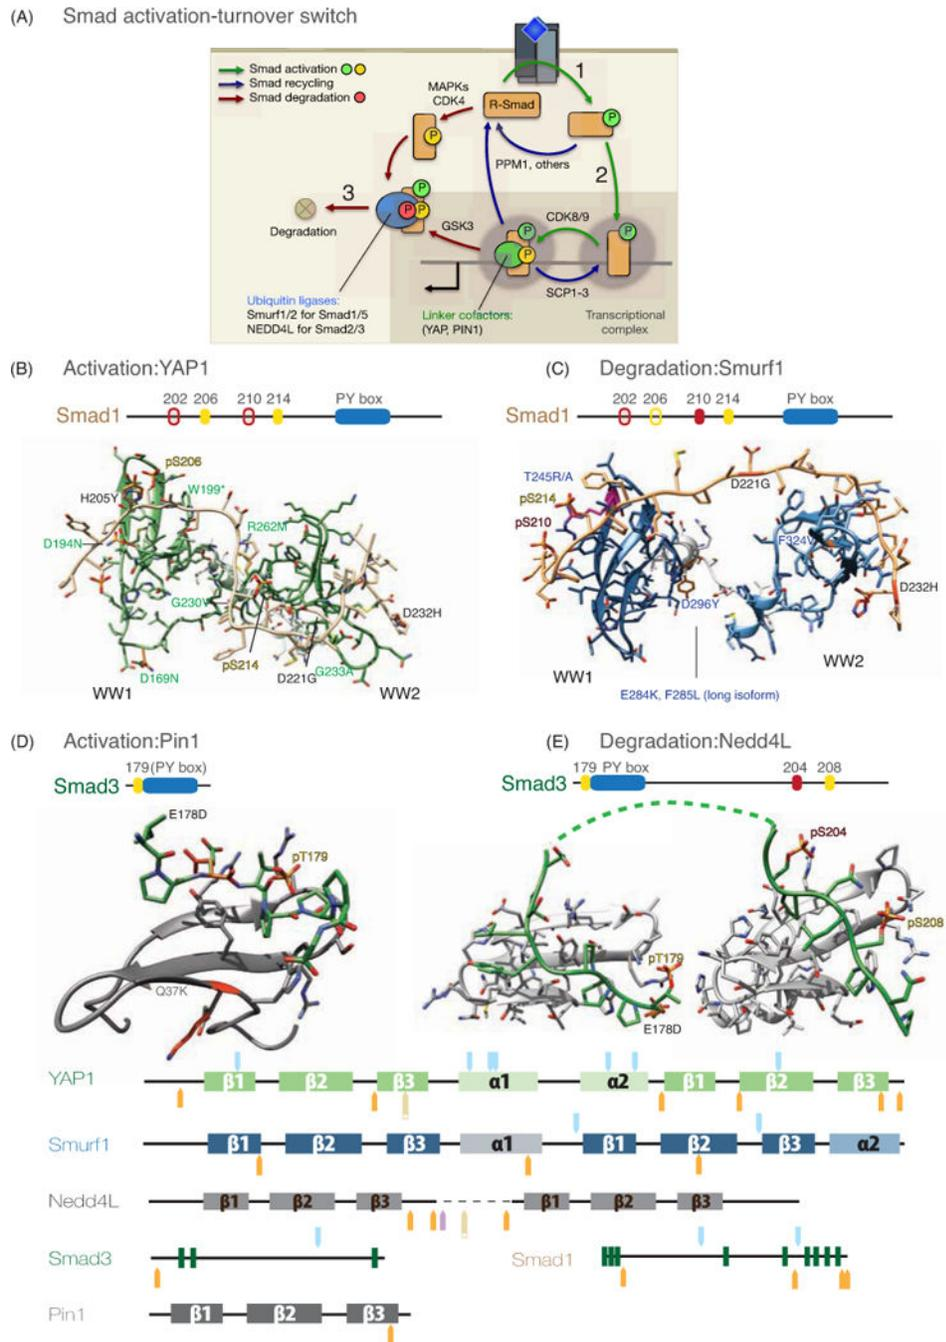 (A) Smad activation-turnover switch
Smad activation
Smad recycling
Smad degradation
MAPKs
CDK4
R-Smad
1
P
P
PPM1, others
2
3
P
P
P
Degradation
GSK3
CDK8/9
P
P
P
SCP1-3
Ubiquitin ligases:
Smurf1/2 for Smad1/5
NEDD4L for Smad2/3
Linker cofactors:
(YAP, PIN1)
Transcriptional
complex
(B) Activation:YAP1
202 206 210 214 PY box
Smad1
pS206
H205Y
W199*
R262M
D194N
G230V
D232H
pS214
D221G
G233A
D169N
WW1
WW2
(C) Degradation:Smurf1
202 206 210 214 PY box
Smad1
T245R/A
D221G
pS214
pS210
F324V
D296Y
D232H
WW1
WW2
E284K, F285L (long isoform)
(D) Activation:Pin1
179(PY box)
Smad3
E178D
pT179
Q37K
(E) Degradation:Nedd4L
179 PY box 204 208
Smad3
pS204
pS208
pT179
E178D
YAP1 β1 β2 β3 α1 α2 β1 β2 β3
Smurf1 β1 β2 β3 α1 β1 β2 β3 α2
Nedd4L β1 β2 β3 β1 β2 β3
Smad3 Smad1
Pin1 β1 β2 β3